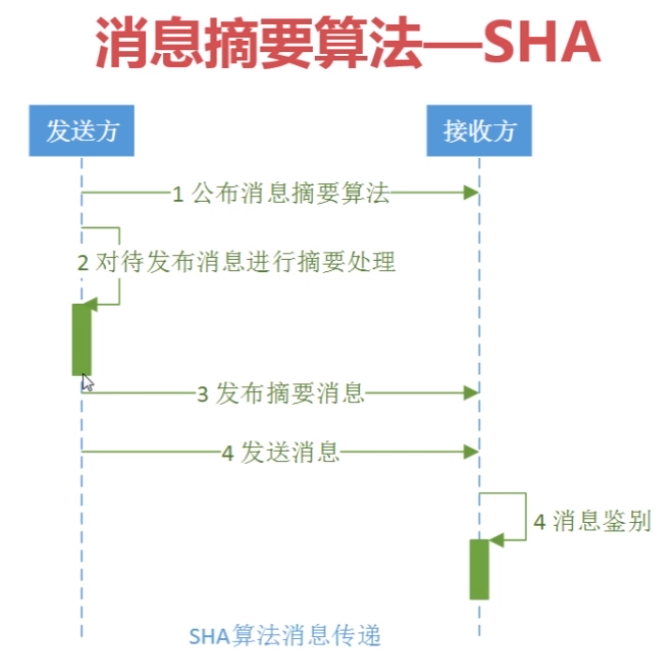 消息摘要算法—SHA
发送方
接收方
1 公布消息摘要算法
2 对待发布消息进行摘要处理
3 发布摘要消息
4 发送消息
4 消息鉴别
SHA算法消息传递